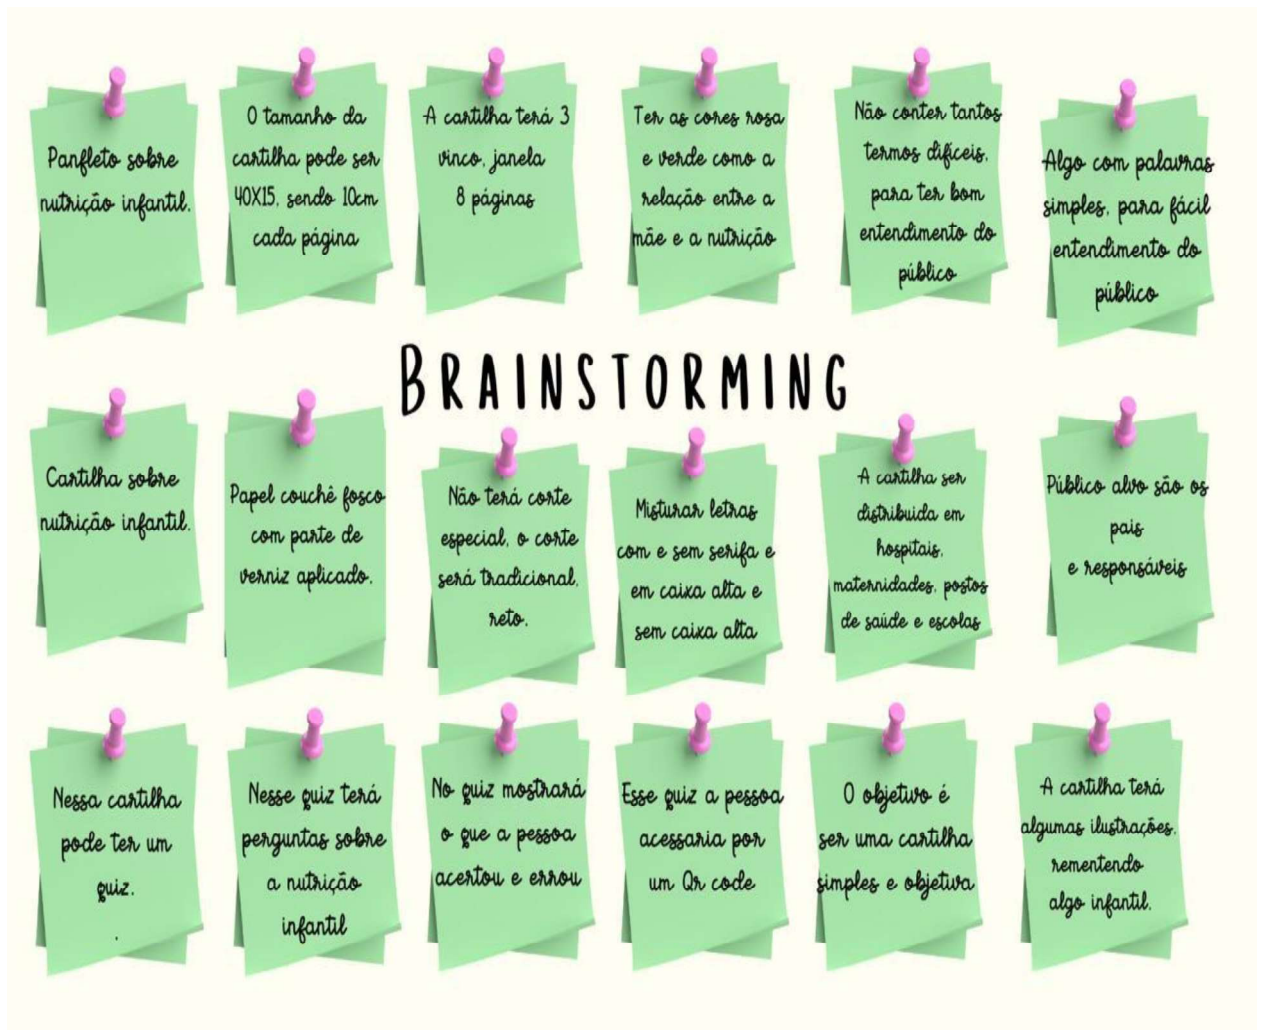 Panfleto sobre
nutrição infantil.
O tamanho da
cartilha pode ser
40X15, sendo 10cm
cada página
A cartilha terá 3
vinco, janela
8 páginas
Ter as cores rosa
e verde como a
relação entre a
mãe e a nutrição
Não conter tantos
termos difíceis,
para ter bom
entendimento do
público
Algo com palavras
simples, para fácil
entendimento do
público
BRAINSTORMING
Cartilha sobre
nutrição infantil.
Papel couchê fosco
com parte de
verniz aplicado.
Não terá corte
especial, o corte
será tradicional,
reto.
Misturar letras
com e sem serifa e
em caixa alta e
sem caixa alta
A cartilha ser
distribuida em
hospitais,
maternidades, postos
de saúde e escolas
Público alvo são os
pais
e responsáveis
Nessa cartilha
pode ter um
quiz.
.
Nesse quiz terá
perguntas sobre
a nutrição
infantil
No quiz mostrará
o que a pessoa
acertou e errou
Esse quiz a pessoa
acessaria por
um Qr code
O objetivo é
ser uma cartilha
simples e objetiva
A cartilha terá
algumas ilustrações,
rementendo
algo infantil.